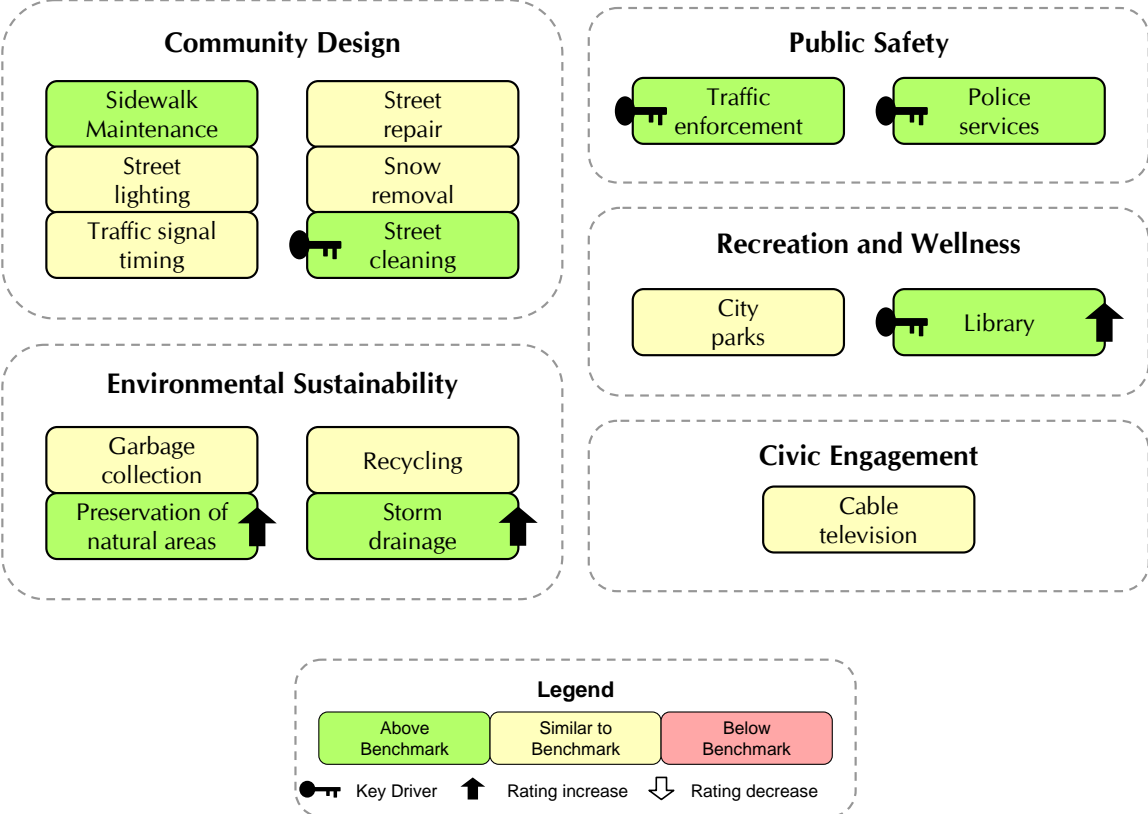 Community Design
Sidewalk
Maintenance
Street
lighting
Traffic signal
timing
Street
repair
Snow
removal
Street
cleaning
Environmental Sustainability
Garbage
collection
Preservation of
natural areas
Recycling
Storm
drainage
Public Safety
Traffic
enforcement
Police
services
Recreation and Wellness
City
parks
Library
Civic Engagement
Cable
television
Legend
Above
Benchmark
Similar to
Benchmark
Below
Benchmark
Key Driver
Rating increase
Rating decrease